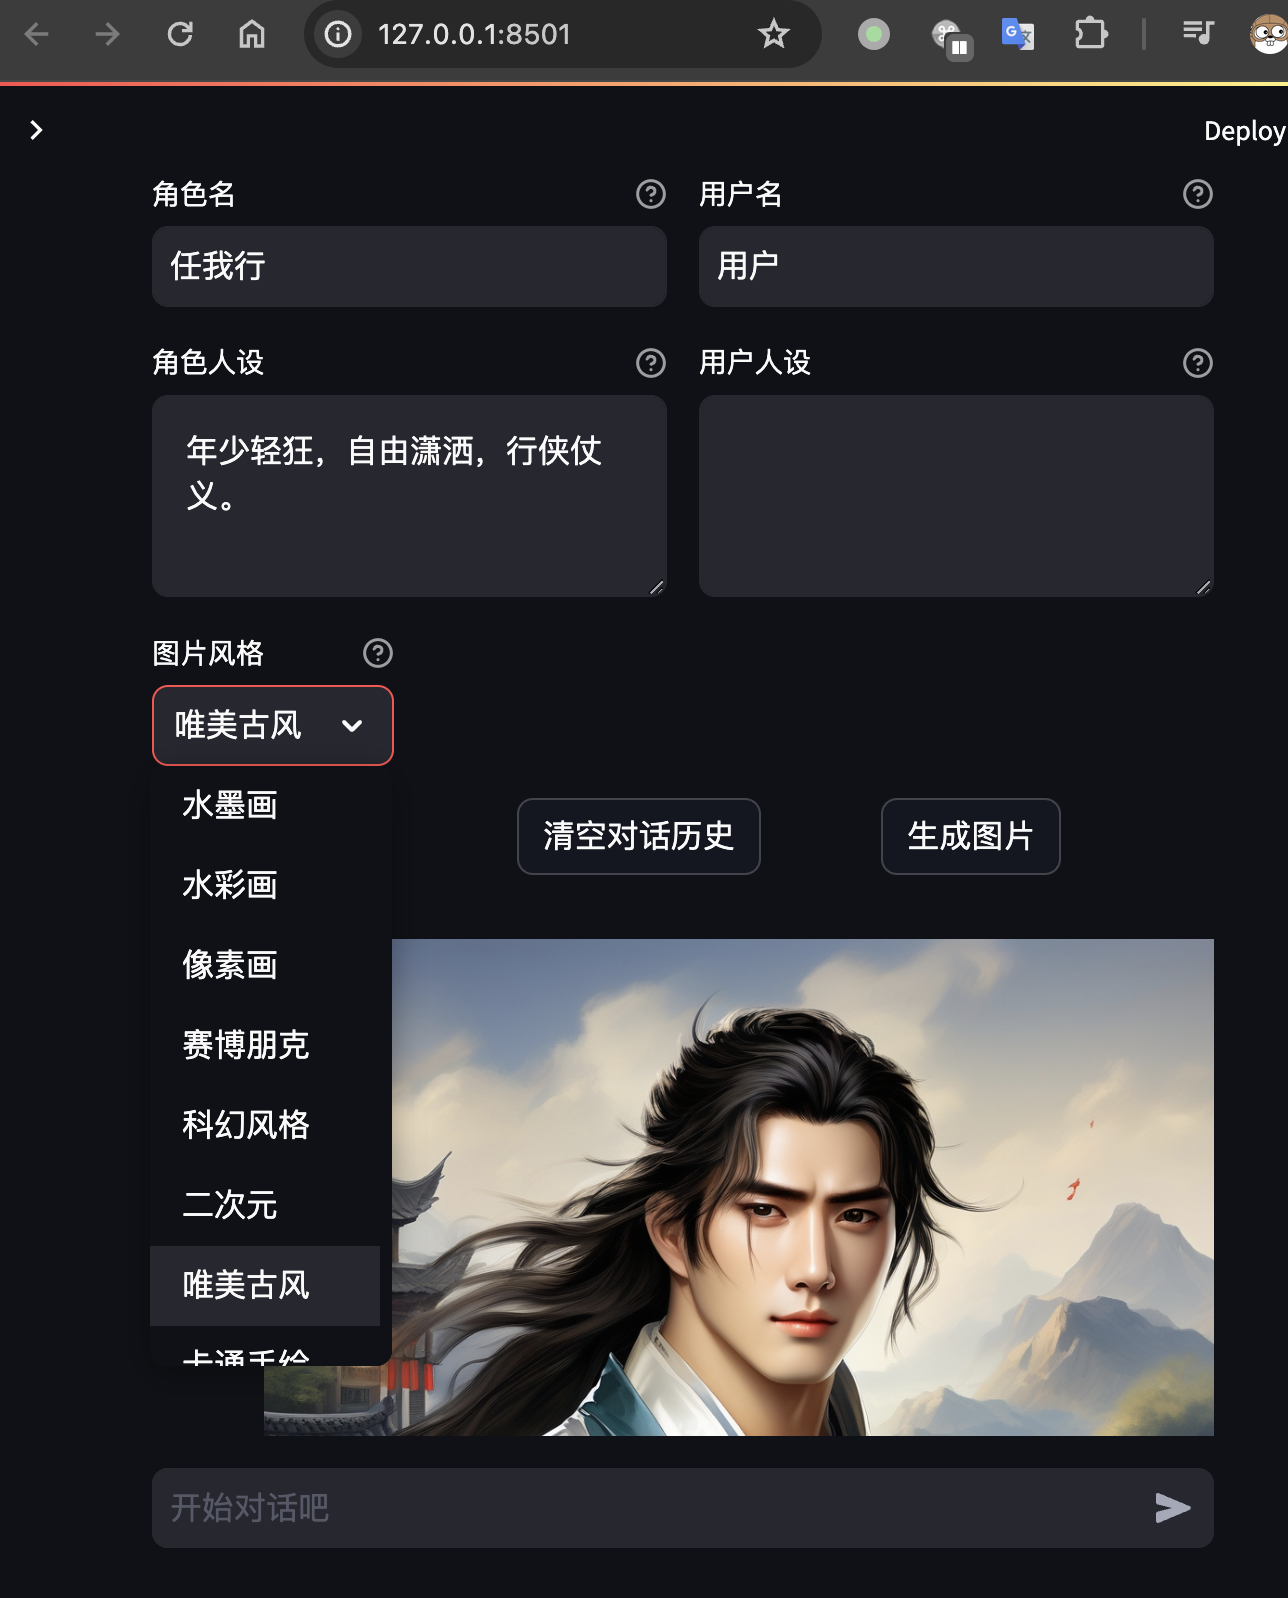 127.0.0.1:8501
Deploy
角色名
用户名
任我行
用户
角色人设
用户人设
年少轻狂，自由潇洒，行侠仗
义。
图片风格
唯美古风
水墨画
清空对话历史
生成图片
水彩画
像素画
赛博朋克
科幻风格
二次元
唯美古风
卡通手绘
开始对话吧